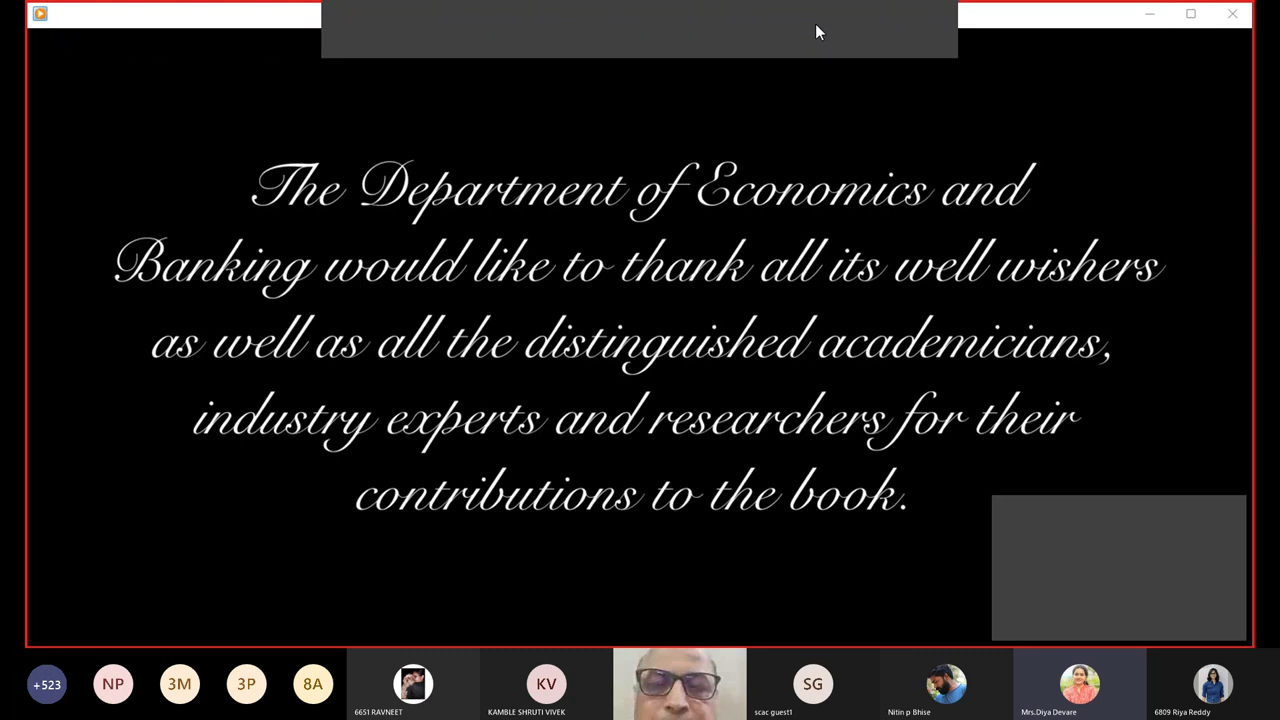 The Department of Economics and
Banking would like to thank all its well wishers
as well as all the distinguished academicians,
industry experts and researchers for their
contributions to the book.
+523
NP
3M
3P
8A
6651 RAVNEET
KV
KAMBLE SHRUTI VIVEK
SG
scac guest1
Nitin p Bhise
Mrs.Diya Devare
6809 Riya Reddy